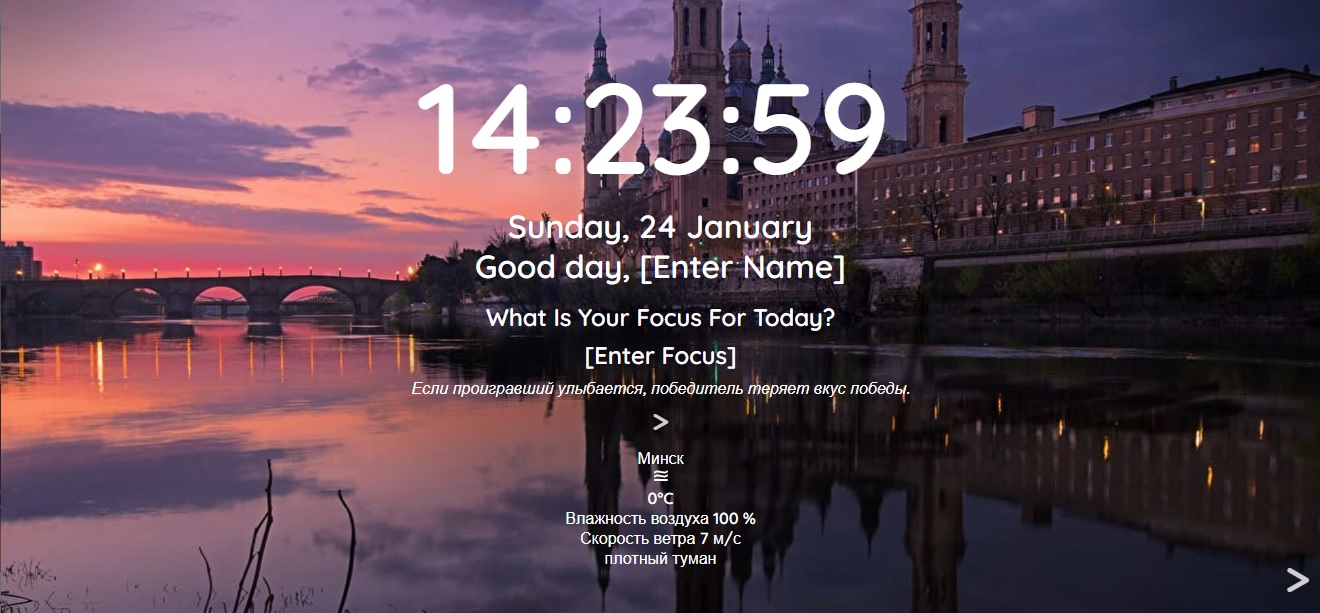 14:23:59
Sunday, 24 January
Good day, [Enter Name]
What Is Your Focus For Today?
[Enter Focus]
Если проигравший улыбается, победитель теряет вкус победы.
>
Минск
≋
0°C
Влажность воздуха 100 %
Скорость ветра 7 м/с
плотный туман
>